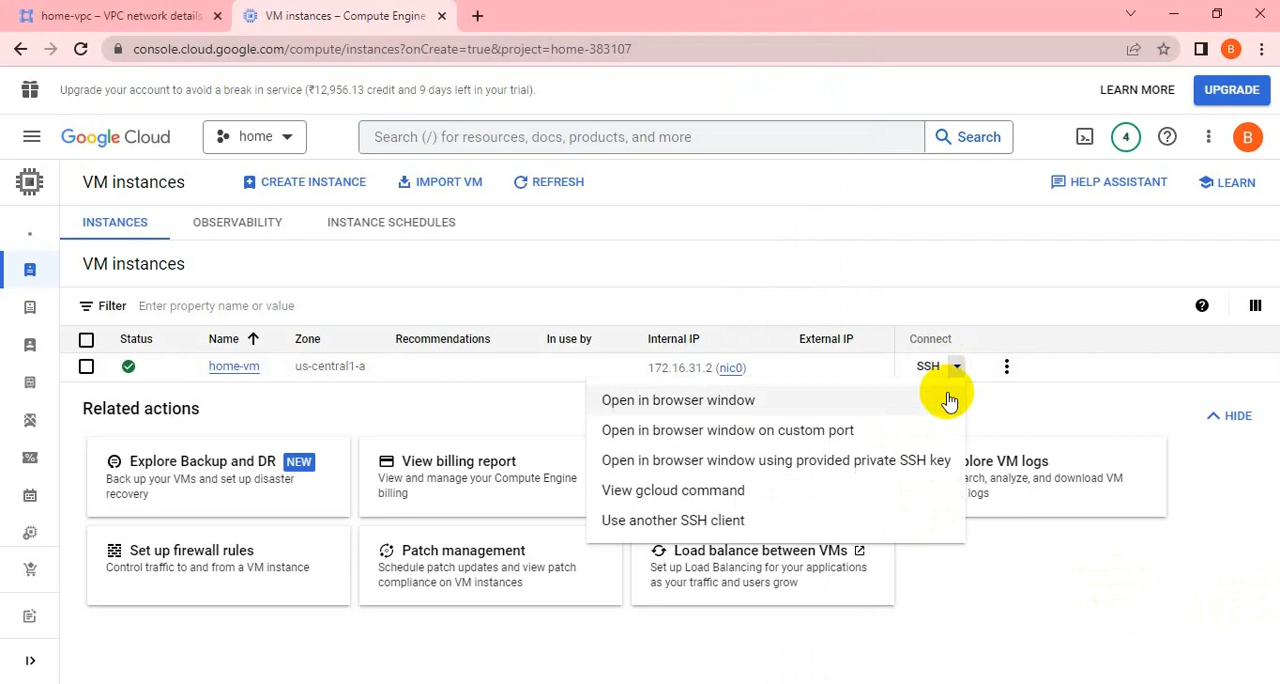 home-vpc – VPC network details
VM instances – Compute Engine
console.cloud.google.com/compute/instances?onCreate=true&project=home-383107
B
Upgrade your account to avoid a break in service (₹12,956.13 credit and 9 days left in your trial).
LEARN MORE
UPGRADE
Google Cloud
home
Search (/) for resources, docs, products, and more
Search
4
B
VM instances
CREATE INSTANCE
IMPORT VM
REFRESH
HELP ASSISTANT
LEARN
INSTANCES
OBSERVABILITY
INSTANCE SCHEDULES
VM instances
Filter Enter property name or value
Status Name Zone Recommendations In use by Internal IP External IP Connect
home-vm us-central1-a 172.16.31.2 (nic0) SSH
Open in browser window
Open in browser window on custom port
Open in browser window using provided private SSH key
View gcloud command
Use another SSH client
Related actions
HIDE
Explore Backup and DR NEW
Back up your VMs and set up disaster
recovery
View billing report
View and manage your Compute Engine
billing
plore VM logs
arch, analyze, and download VM
logs
Set up firewall rules
Control traffic to and from a VM instance
Patch management
Schedule patch updates and view patch
compliance on VM instances
Load balance between VMs
Set up Load Balancing for your applications
as your traffic and users grow